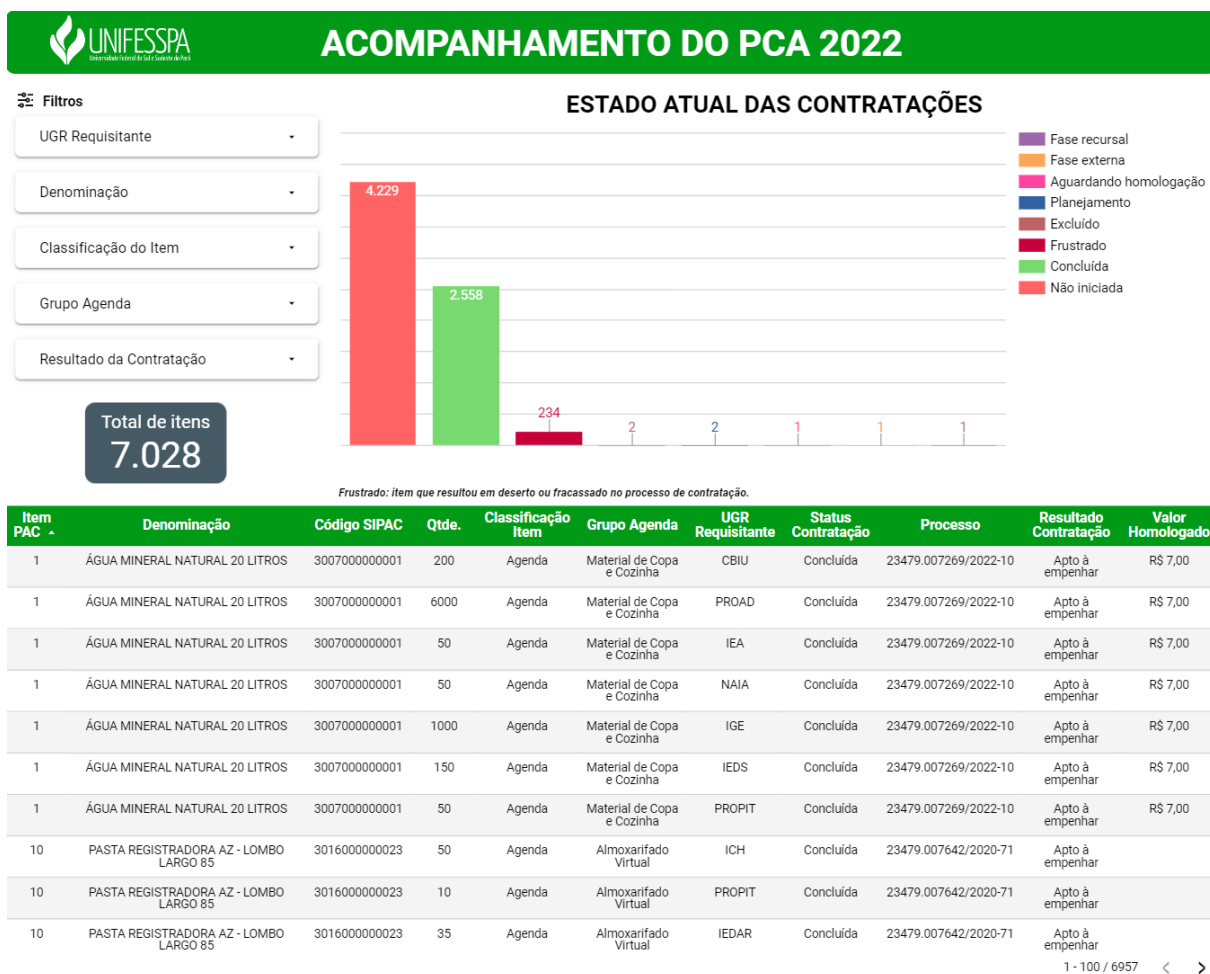 UNIFESSPA
Universidade Federal do Sul e Sudeste do Pará
ACOMPANHAMENTO DO PCA 2022
Filtros
UGR Requisitante
Denominação
Classificação do Item
Grupo Agenda
Resultado da Contratação
Total de itens
7.028
ESTADO ATUAL DAS CONTRATAÇÕES
4.229
2.558
234
2
2
1
1
1
Fase recursal
Fase externa
Aguardando homologação
Planejamento
Excluído
Frustrado
Concluída
Não iniciada
Frustrado: item que resultou em deserto ou fracassado no processo de contratação.
Item PAC Denominação Código SIPAC Qtde. Classificação Item Grupo Agenda UGR Requisitante Status Contratação Processo Resultado Contratação Valor Homologado
1 ÁGUA MINERAL NATURAL 20 LITROS 3007000000001 200 Agenda Material de Copa e Cozinha CBIU Concluída 23479.007269/2022-10 Apto à empenhar R$ 7,00
1 ÁGUA MINERAL NATURAL 20 LITROS 3007000000001 6000 Agenda Material de Copa e Cozinha PROAD Concluída 23479.007269/2022-10 Apto à empenhar R$ 7,00
1 ÁGUA MINERAL NATURAL 20 LITROS 3007000000001 50 Agenda Material de Copa e Cozinha IEA Concluída 23479.007269/2022-10 Apto à empenhar R$ 7,00
1 ÁGUA MINERAL NATURAL 20 LITROS 3007000000001 50 Agenda Material de Copa e Cozinha NAIA Concluída 23479.007269/2022-10 Apto à empenhar R$ 7,00
1 ÁGUA MINERAL NATURAL 20 LITROS 3007000000001 1000 Agenda Material de Copa e Cozinha IGE Concluída 23479.007269/2022-10 Apto à empenhar R$ 7,00
1 ÁGUA MINERAL NATURAL 20 LITROS 3007000000001 150 Agenda Material de Copa e Cozinha IEDS Concluída 23479.007269/2022-10 Apto à empenhar R$ 7,00
1 ÁGUA MINERAL NATURAL 20 LITROS 3007000000001 50 Agenda Material de Copa e Cozinha PROPIT Concluída 23479.007269/2022-10 Apto à empenhar R$ 7,00
10 PASTA REGISTRADORA AZ - LOMBO LARGO 85 3016000000023 50 Agenda Almoxarifado Virtual ICH Concluída 23479.007642/2020-71 Apto à empenhar
10 PASTA REGISTRADORA AZ - LOMBO LARGO 85 3016000000023 10 Agenda Almoxarifado Virtual PROPIT Concluída 23479.007642/2020-71 Apto à empenhar
10 PASTA REGISTRADORA AZ - LOMBO LARGO 85 3016000000023 35 Agenda Almoxarifado Virtual IEDAR Concluída 23479.007642/2020-71 Apto à empenhar
1 - 100 / 6957